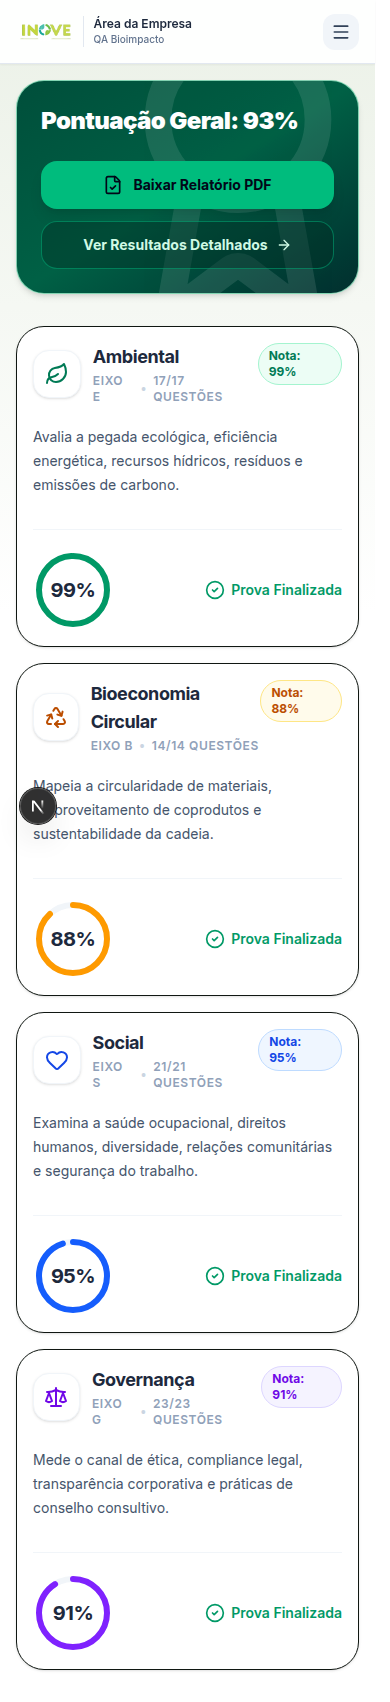 INOVE
Área da Empresa
QA Bioimpacto
Pontuação Geral: 93%
Baixar Relatório PDF
Ver Resultados Detalhados
Ambiental
Nota:
99%
EIXO
E
17/17
QUESTÕES
Avalia a pegada ecológica, eficiência
energética, recursos hídricos, resíduos e
emissões de carbono.
99%
Prova Finalizada
Bioeconomia
Circular
Nota:
88%
EIXO B • 14/14 QUESTÕES
Mapeia a circularidade de materiais,
proveitamento de coprodutos e
sustentabilidade da cadeia.
N
88%
Prova Finalizada
Social
Nota:
95%
EIXO
S
21/21
QUESTÕES
Examina a saúde ocupacional, direitos
humanos, diversidade, relações comunitárias
e segurança do trabalho.
95%
Prova Finalizada
Governança
Nota:
91%
EIXO
G
23/23
QUESTÕES
Mede o canal de ética, compliance legal,
transparência corporativa e práticas de
conselho consultivo.
91%
Prova Finalizada